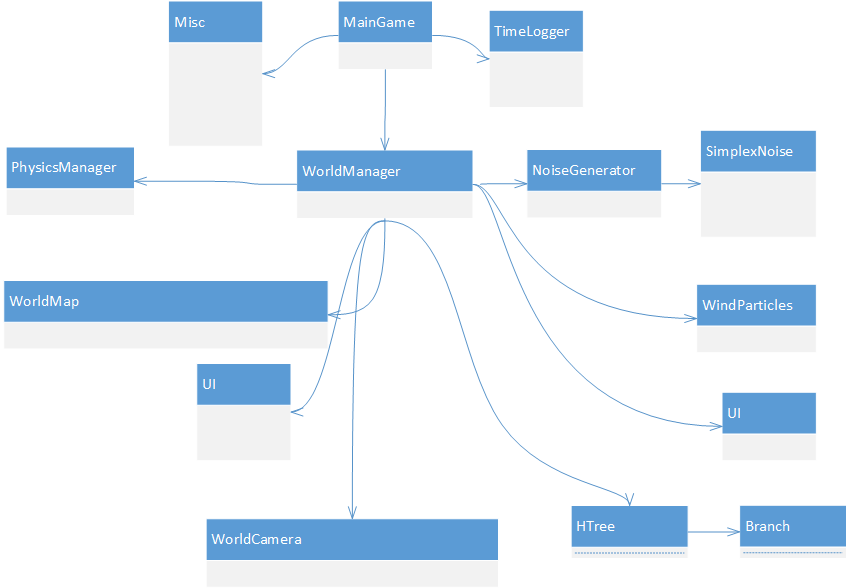 Misc
MainGame
TimeLogger
PhysicsManager
WorldManager
NoiseGenerator
SimplexNoise
WorldMap
WindParticles
UI
UI
WorldCamera
HTree
Branch